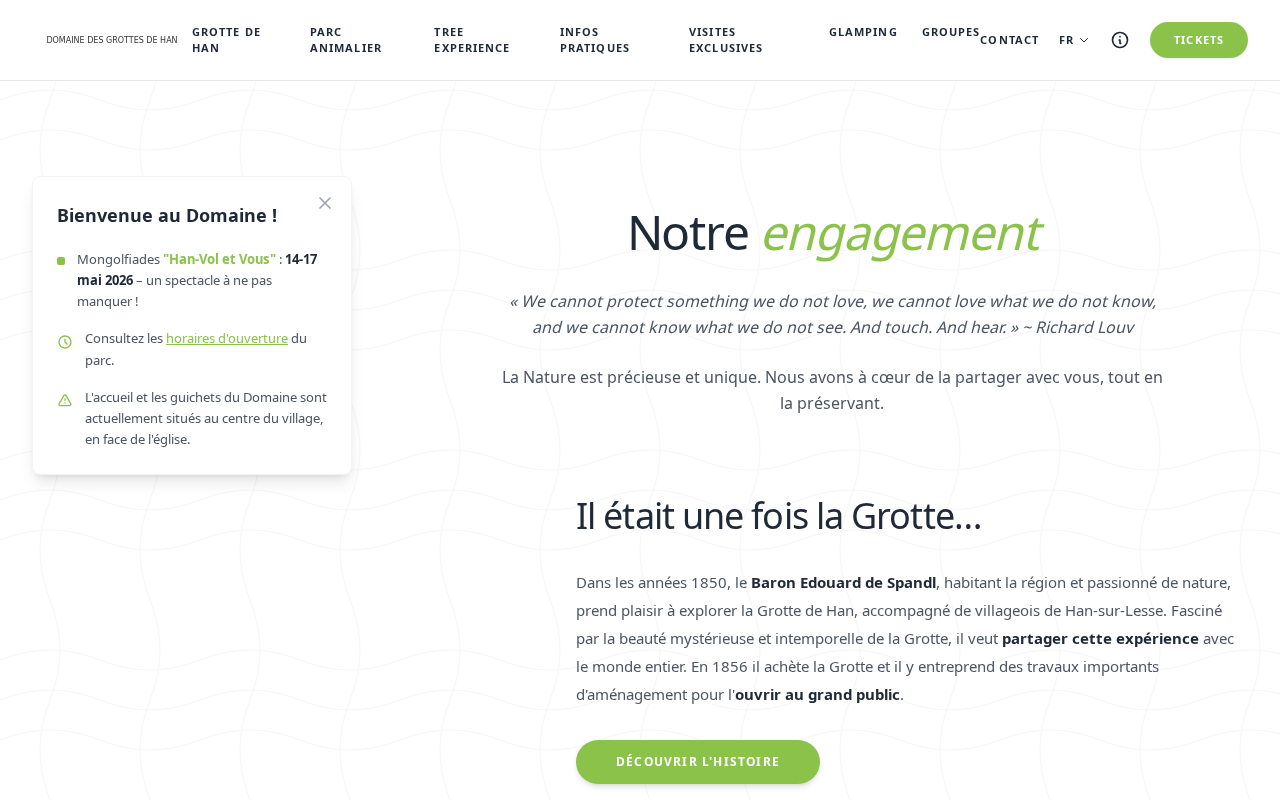 DOMAINE DES GROTTES DE HAN
GROTTE DE
HAN
PARC
ANIMALIER
TREE
EXPERIENCE
INFOS
PRATIQUES
VISITES
EXCLUSIVES
GLAMPING
GROUPES
CONTACT
FR
TICKETS
Bienvenue au Domaine !
Mongolfiades "Han-Vol et Vous" : 14-17
mai 2026 – un spectacle à ne pas
manquer !
Consultez les horaires d'ouverture du
parc.
L'accueil et les guichets du Domaine sont
actuellement situés au centre du village,
en face de l'église.
Notre engagement
« We cannot protect something we do not love, we cannot love what we do not know,
and we cannot know what we do not see. And touch. And hear. » ~ Richard Louv
La Nature est précieuse et unique. Nous avons à cœur de la partager avec vous, tout en
la préservant.
Il était une fois la Grotte...
Dans les années 1850, le Baron Edouard de Spandl, habitant la région et passionné de nature,
prend plaisir à explorer la Grotte de Han, accompagné de villageois de Han-sur-Lesse. Fasciné
par la beauté mystérieuse et intemporelle de la Grotte, il veut partager cette expérience avec
le monde entier. En 1856 il achète la Grotte et il y entreprend des travaux importants
d'aménagement pour l'ouvrir au grand public.
DÉCOUVRIR L'HISTOIRE